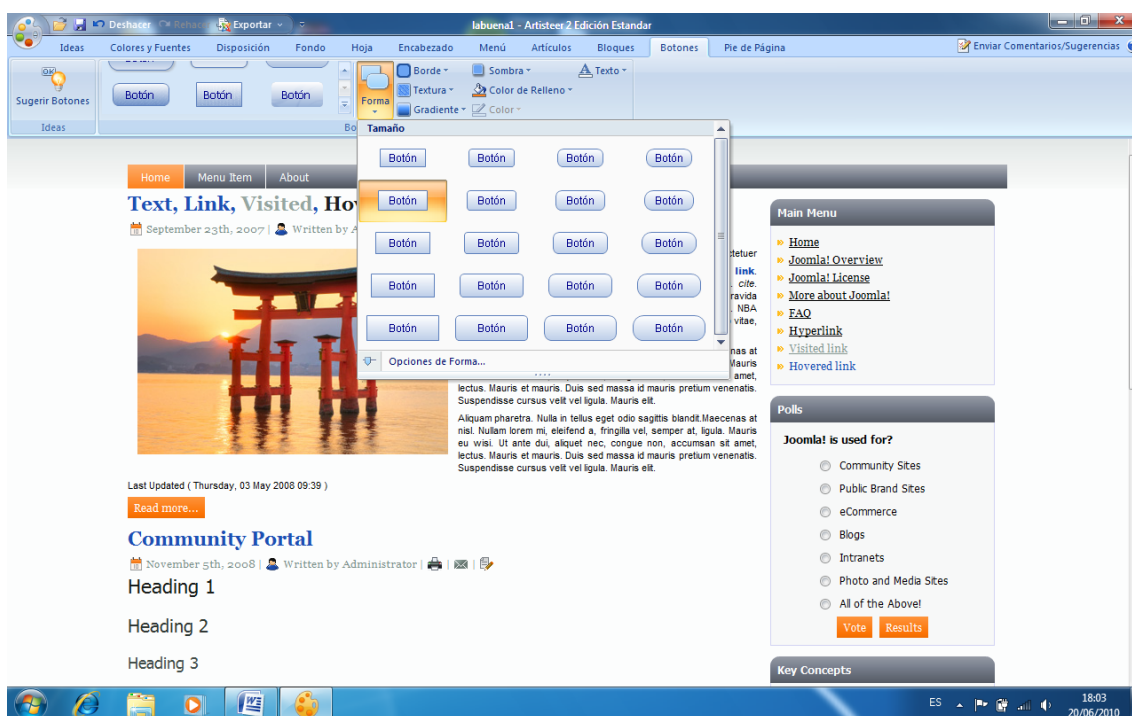 Deshacer Rehacer Exportar labuena1 - Artisteer 2 Edición Estandar
Ideas Colores y Fuentes Disposición Fondo Hoja Encabezado Menú Artículos Bloques Botones Pie de Página Enviar Comentarios/Sugerencias
OK
Sugerir Botones
Ideas
Botón Botón Botón
Forma
Borde Sombra Texto
Textura Color de Relleno
Gradiente Color
Bo
Tamaño
Botón Botón Botón Botón
Botón Botón Botón Botón
Botón Botón Botón Botón
Botón Botón Botón Botón
Botón Botón Botón Botón
Opciones de Forma...
Home Menu Item About
Text, Link, Visited, Hov
September 23th, 2007 | Written by A
ctetuer
link.
cite.
ravida
NBA
vitae,
nas at
Mauris
amet,
lectus. Mauris et mauris. Duis sed massa id mauris pretium venenatis.
Suspendisse cursus velit vel ligula. Mauris elit.
Aliquam pharetra. Nulla in tellus eget odio sagittis blandit.Maecenas at
nisl. Nullam lorem mi, eleifend a, fringilla vel, semper at, ligula. Mauris
eu wisi. Ut ante dui, aliquet nec, congue non, accumsan sit amet,
lectus. Mauris et mauris. Duis sed massa id mauris pretium venenatis.
Suspendisse cursus velit vel ligula. Mauris elit.
Last Updated ( Thursday, 03 May 2008 09:39 )
Read more...
Community Portal
November 5th, 2008 | Written by Administrator | | |
Heading 1
Heading 2
Heading 3
Main Menu
Home
Joomla! Overview
Joomla! License
More about Joomla!
FAQ
Hyperlink
Visited link
Hovered link
Polls
Joomla! is used for?
Community Sites
Public Brand Sites
eCommerce
Blogs
Intranets
Photo and Media Sites
All of the Above!
Vote Results
Key Concepts
ES 18:03
20/06/2010